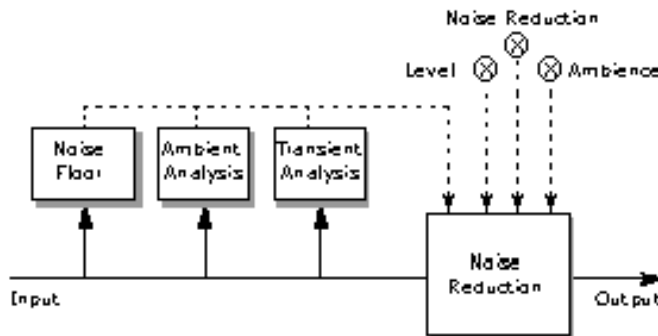 Noise Reduction
Level
Ambience
Noise
Floor
Ambient
Analysis
Transient
Analysis
Noise
Reduction
Input
Output